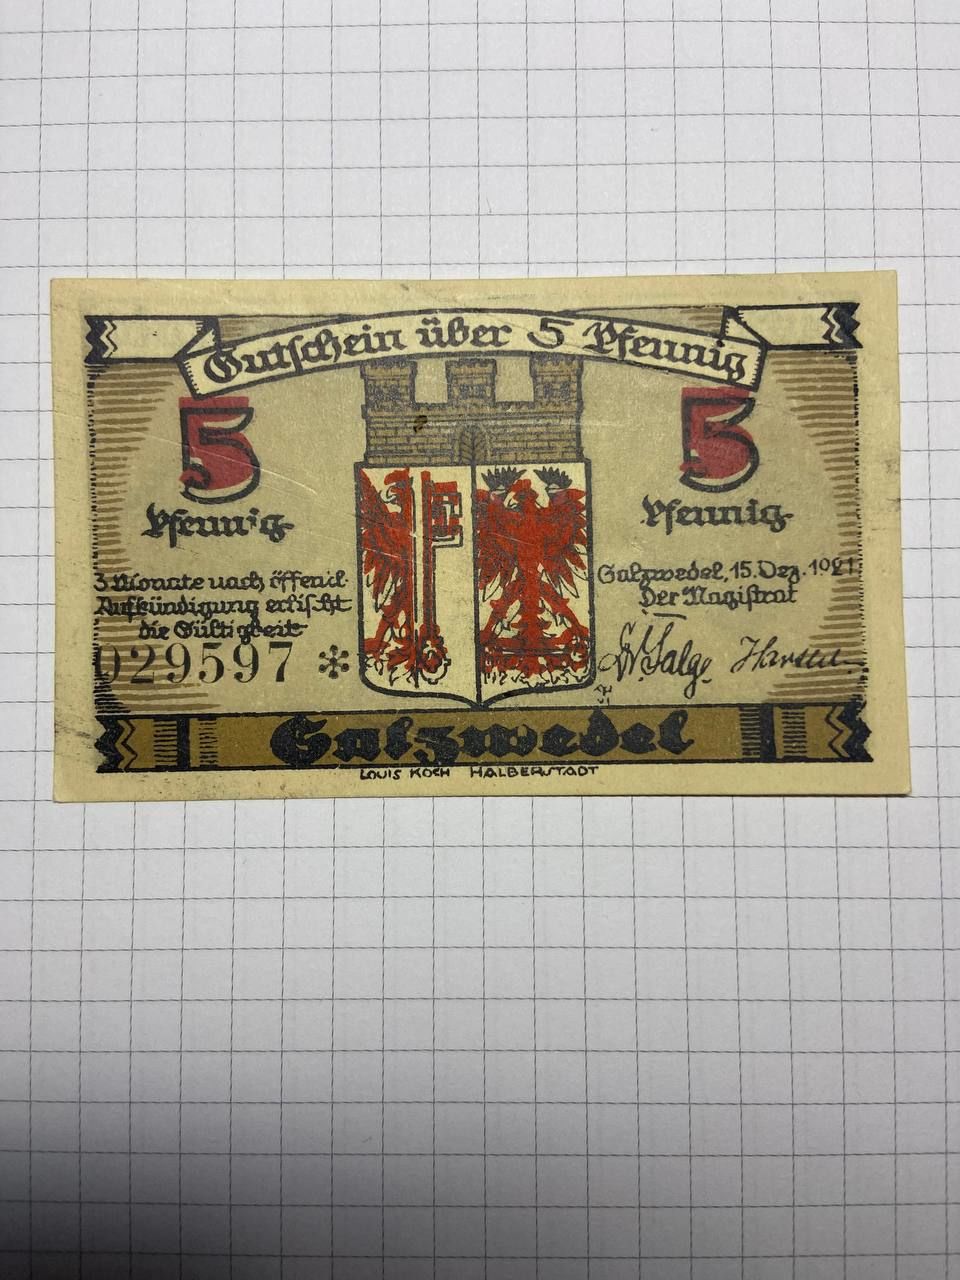 Gutschein über 5 Pfennig
5
Pfennig
5
Pfennig
3 Monate nach öffentl.
Aufkündigung erlischt
die Gültigkeit
029597 *
Salzwedel, 15. Dez. 1921
Der Magistrat
Salzwedel
LOUIS KOCH HALBERSTADT